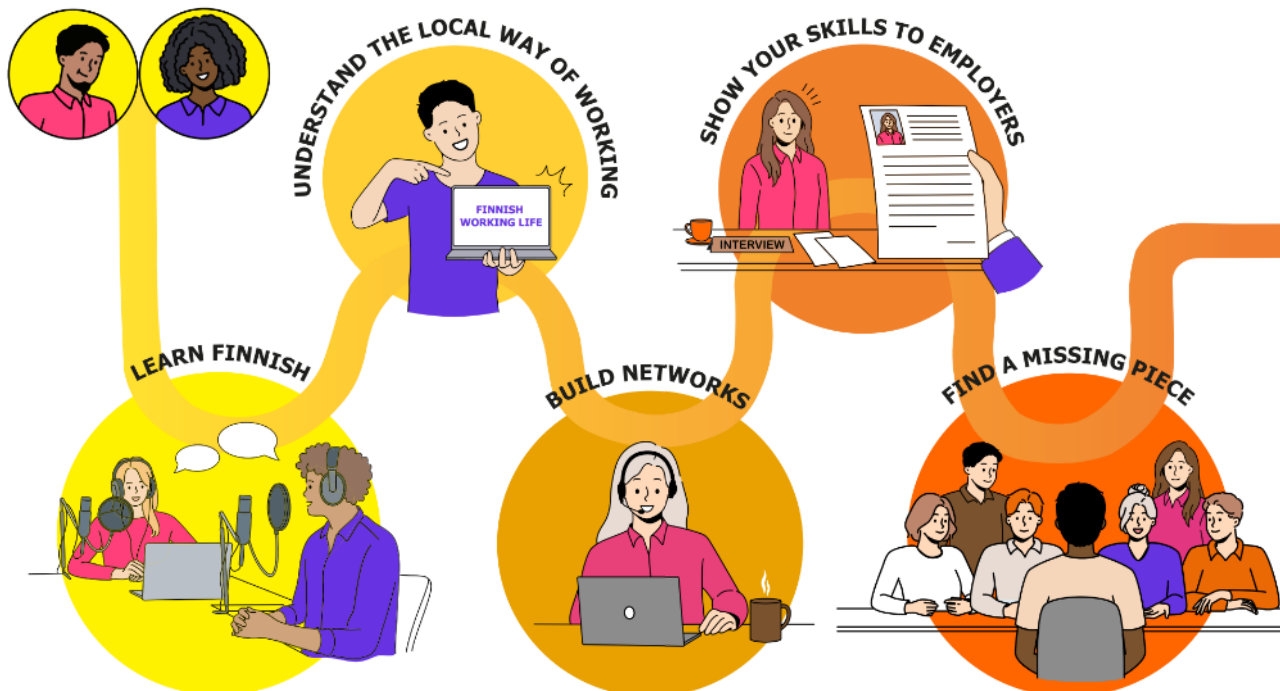 LEARN FINNISH
UNDERSTAND THE LOCAL WAY OF WORKING
FINNISH
WORKING LIFE
BUILD NETWORKS
SHOW YOUR SKILLS TO EMPLOYERS
INTERVIEW
FIND A MISSING PIECE